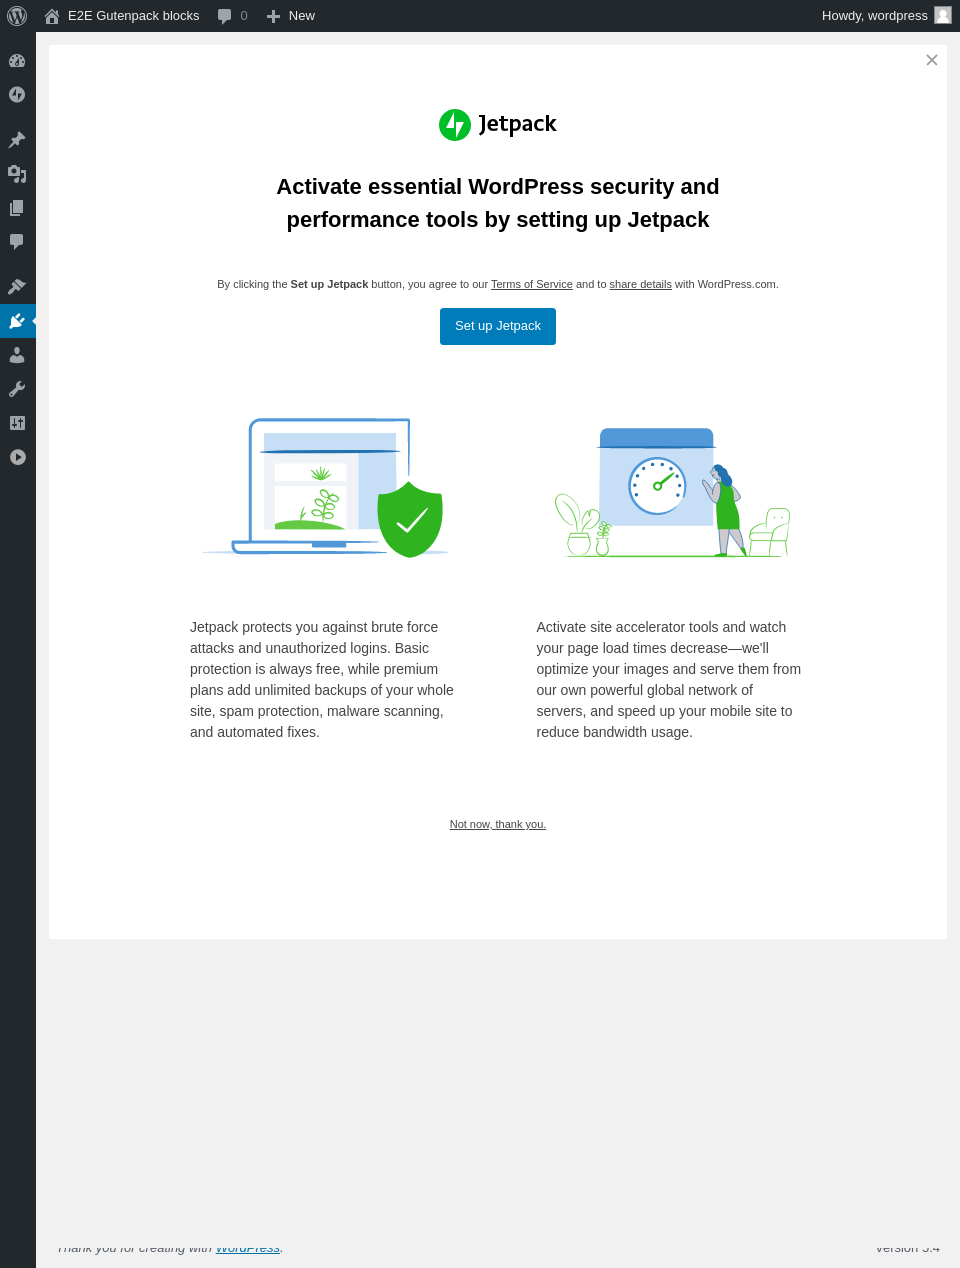 E2E Gutenpack blocks 0 New Howdy, wordpress
Jetpack
Activate essential WordPress security and
performance tools by setting up Jetpack
By clicking the Set up Jetpack button, you agree to our Terms of Service and to share details with WordPress.com.
Set up Jetpack
Jetpack protects you against brute force
attacks and unauthorized logins. Basic
protection is always free, while premium
plans add unlimited backups of your whole
site, spam protection, malware scanning,
and automated fixes.
Activate site accelerator tools and watch
your page load times decrease—we'll
optimize your images and serve them from
our own powerful global network of
servers, and speed up your mobile site to
reduce bandwidth usage.
Not now, thank you.
Thank you for creating with WordPress. Version 5.4